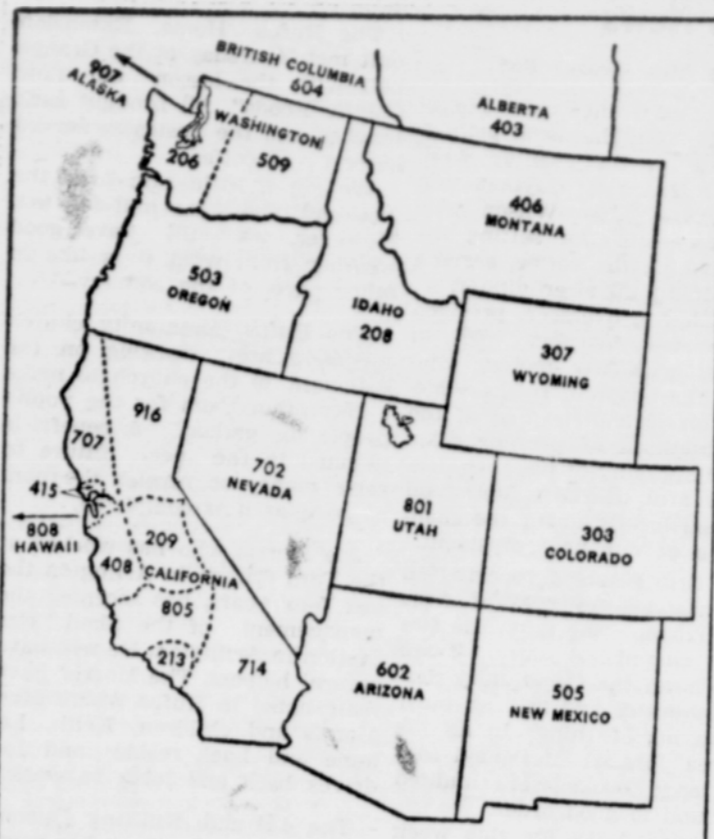 BRITISH COLUMBIA
604
907
ALASKA
ALBERTA
403
WASHINGTON
206
509
406
MONTANA
503
OREGON
IDAHO
208
307
WYOMING
916
707
702
NEVADA
415
801
UTAH
303
COLORADO
808
HAWAII
209
408
CALIFORNIA
805
213
714
602
ARIZONA
505
NEW MEXICO